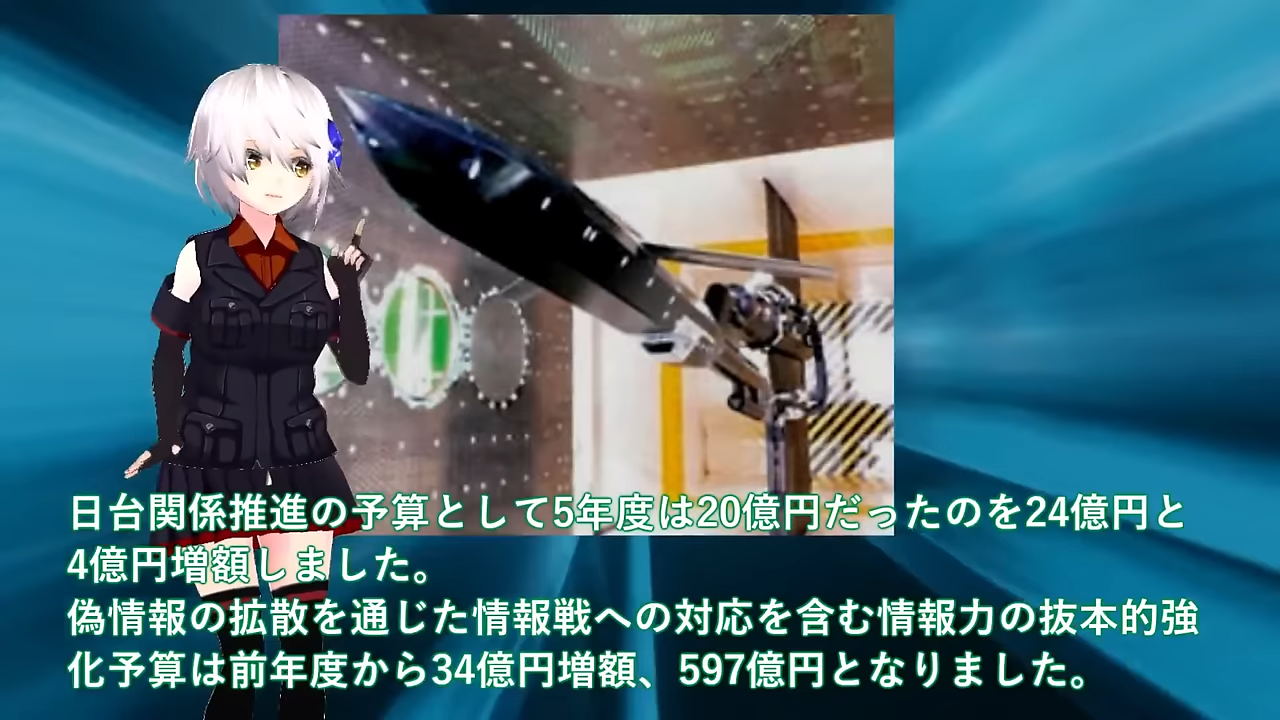 日台関係推進の予算として5年度は20億円だったのを24億円と
4億円増額しました。
偽情報の拡散を通じた情報戦への対応を含む情報力の抜本的強
化予算は前年度から34億円増額、597億円となりました。